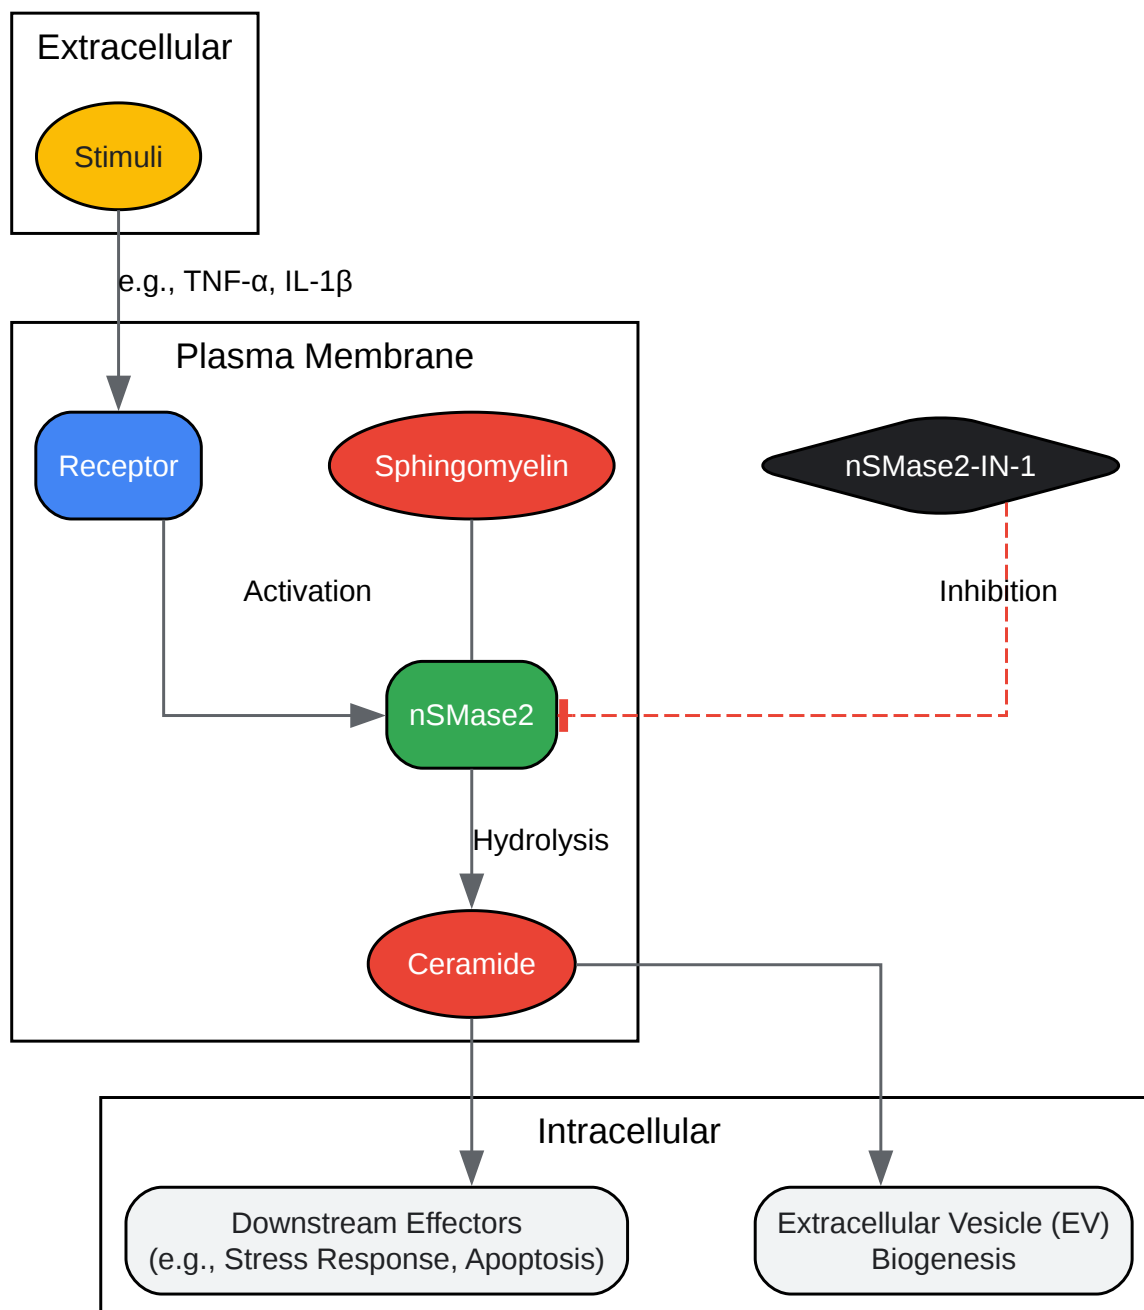 Extracellular
Stimuli
e.g., TNF-α, IL-1β
Plasma Membrane
Receptor
Sphingomyelin
nSMase2-IN-1
Activation
Inhibition
nSMase2
Hydrolysis
Ceramide
Intracellular
Downstream Effectors
(e.g., Stress Response, Apoptosis)
Extracellular Vesicle (EV)
Biogenesis